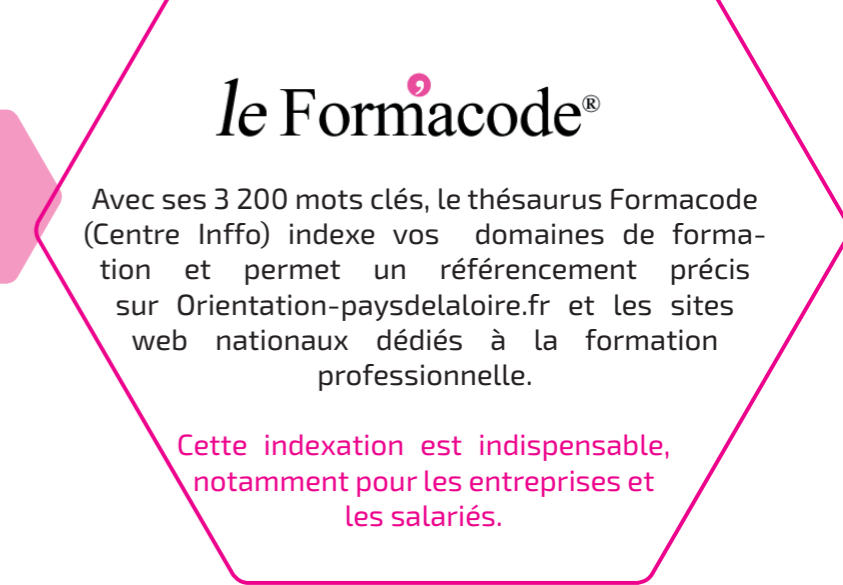 le Formacode®
Avec ses 3 200 mots clés, le thésaurus Formacode
(Centre Inffo) indexe vos domaines de forma-
tion et permet un référencement précis
sur Orientation-paysdelaloire.fr et les sites
web nationaux dédiés à la formation
professionnelle.
Cette indexation est indispensable,
notamment pour les entreprises et
les salariés.